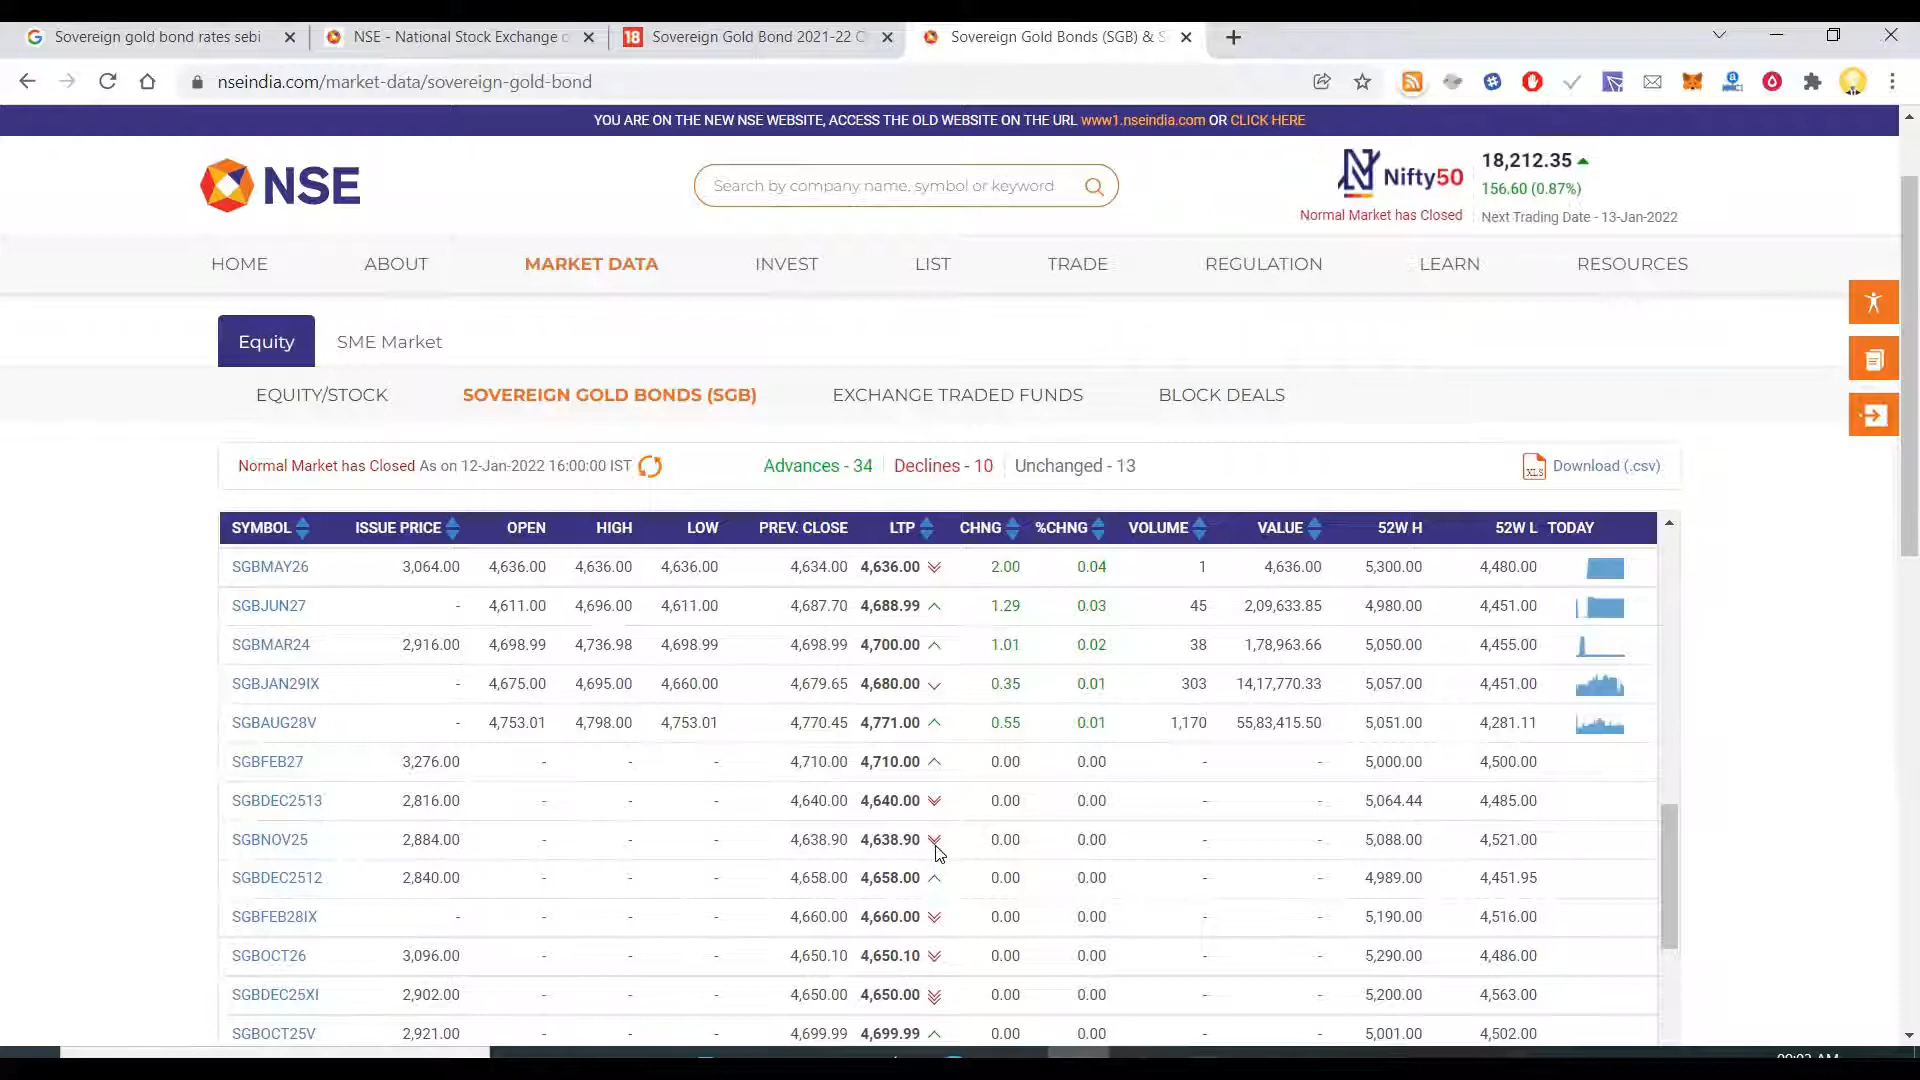 Sovereign gold bond rates sebi
NSE - National Stock Exchange o
18 Sovereign Gold Bond 2021-22 C
Sovereign Gold Bonds (SGB) & S
nseindia.com/market-data/sovereign-gold-bond
YOU ARE ON THE NEW NSE WEBSITE, ACCESS THE OLD WEBSITE ON THE URL www1.nseindia.com OR CLICK HERE
NSE
Search by company name, symbol or keyword
Nifty50
Normal Market has Closed
18,212.35
156.60 (0.87%)
Next Trading Date - 13-Jan-2022
HOME ABOUT MARKET DATA INVEST LIST TRADE REGULATION LEARN RESOURCES
Equity SME Market
EQUITY/STOCK SOVEREIGN GOLD BONDS (SGB) EXCHANGE TRADED FUNDS BLOCK DEALS
Normal Market has Closed As on 12-Jan-2022 16:00:00 IST Advances - 34 Declines - 10 Unchanged - 13 XLS Download (.csv)
SYMBOL ISSUE PRICE OPEN HIGH LOW PREV. CLOSE LTP CHNG %CHNG VOLUME VALUE 52W H 52W L TODAY
SGBMAY26 3,064.00 4,636.00 4,636.00 4,636.00 4,634.00 4,636.00 2.00 0.04 1 4,636.00 5,300.00 4,480.00
SGBJUN27 - 4,611.00 4,696.00 4,611.00 4,687.70 4,688.99 1.29 0.03 45 2,09,633.85 4,980.00 4,451.00
SGBMAR24 2,916.00 4,698.99 4,736.98 4,698.99 4,698.99 4,700.00 1.01 0.02 38 1,78,963.66 5,050.00 4,455.00
SGBJAN29IX - 4,675.00 4,695.00 4,660.00 4,679.65 4,680.00 0.35 0.01 303 14,17,770.33 5,057.00 4,451.00
SGBAUG28V - 4,753.01 4,798.00 4,753.01 4,770.45 4,771.00 0.55 0.01 1,170 55,83,415.50 5,051.00 4,281.11
SGBFEB27 3,276.00 - - - 4,710.00 4,710.00 0.00 0.00 - - 5,000.00 4,500.00
SGBDEC2513 2,816.00 - - - 4,640.00 4,640.00 0.00 0.00 - - 5,064.44 4,485.00
SGBNOV25 2,884.00 - - - 4,638.90 4,638.90 0.00 0.00 - - 5,088.00 4,521.00
SGBDEC2512 2,840.00 - - - 4,658.00 4,658.00 0.00 0.00 - - 4,989.00 4,451.95
SGBFEB28IX - - - - 4,660.00 4,660.00 0.00 0.00 - - 5,190.00 4,516.00
SGBOCT26 3,096.00 - - - 4,650.10 4,650.10 0.00 0.00 - - 5,290.00 4,486.00
SGBDEC25XI 2,902.00 - - - 4,650.00 4,650.00 0.00 0.00 - - 5,200.00 4,563.00
SGBOCT25V 2,921.00 - - - 4,699.99 4,699.99 0.00 0.00 - - 5,001.00 4,502.00